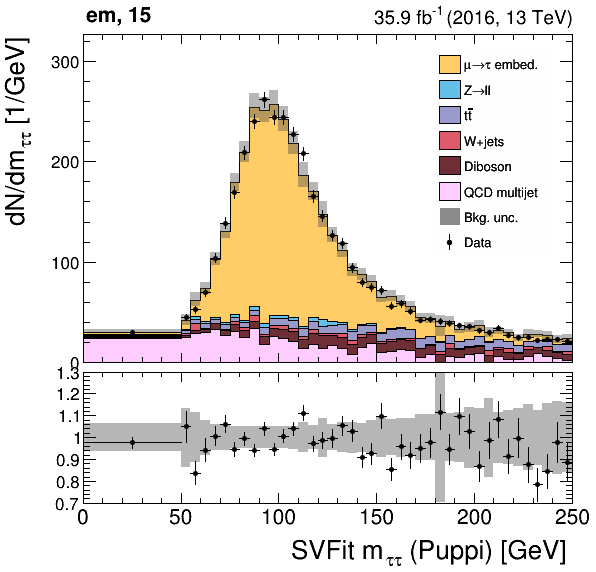 em, 15
35.9 fb⁻¹ (2016, 13 TeV)
dN/dmττ [1/GeV]
300
200
100
0
μ→τ embed.
Z→ll
tt̄
W+jets
Diboson
QCD multijet
Bkg. unc.
Data
1.3
1.2
1.1
1
0.9
0.8
0.7
0
50
100
150
200
250
SVFit mττ (Puppi) [GeV]